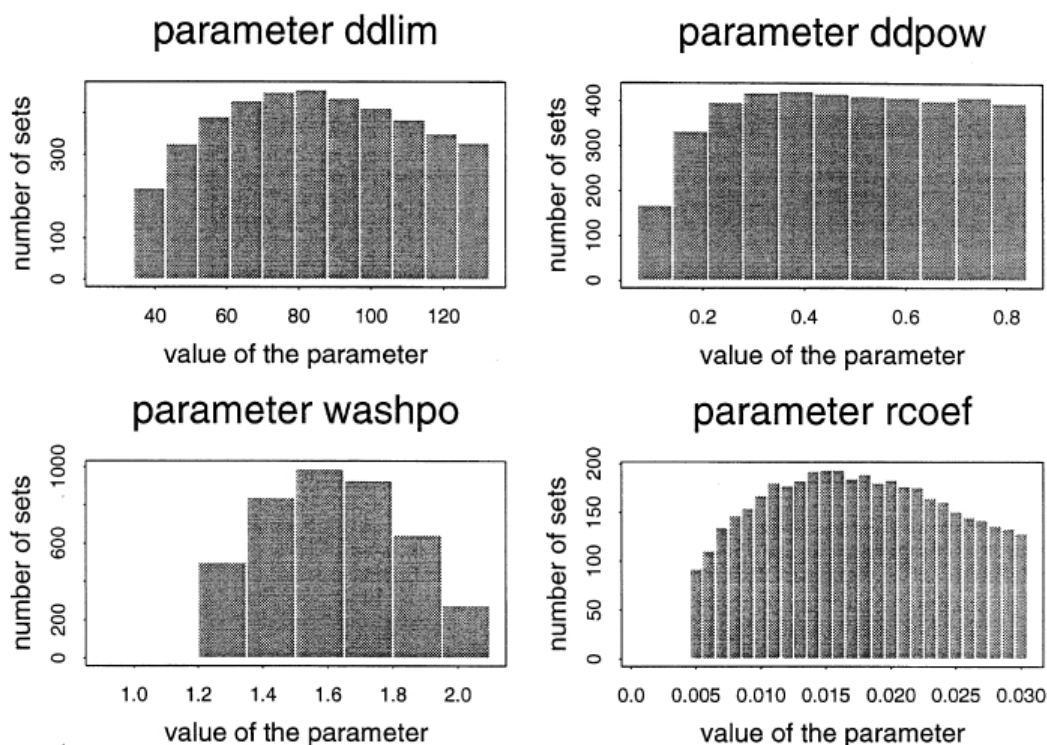 parameter ddlim
number of sets
0 100 300
40 60 80 100 120
value of the parameter
parameter ddpow
number of sets
0 100 200 300 400
0.2 0.4 0.6 0.8
value of the parameter
parameter washpo
number of sets
0 200 600 1000
1.0 1.2 1.4 1.6 1.8 2.0
value of the parameter
parameter rcoef
number of sets
0 50 100 150 200
0.0 0.005 0.010 0.015 0.020 0.025 0.030
value of the parameter